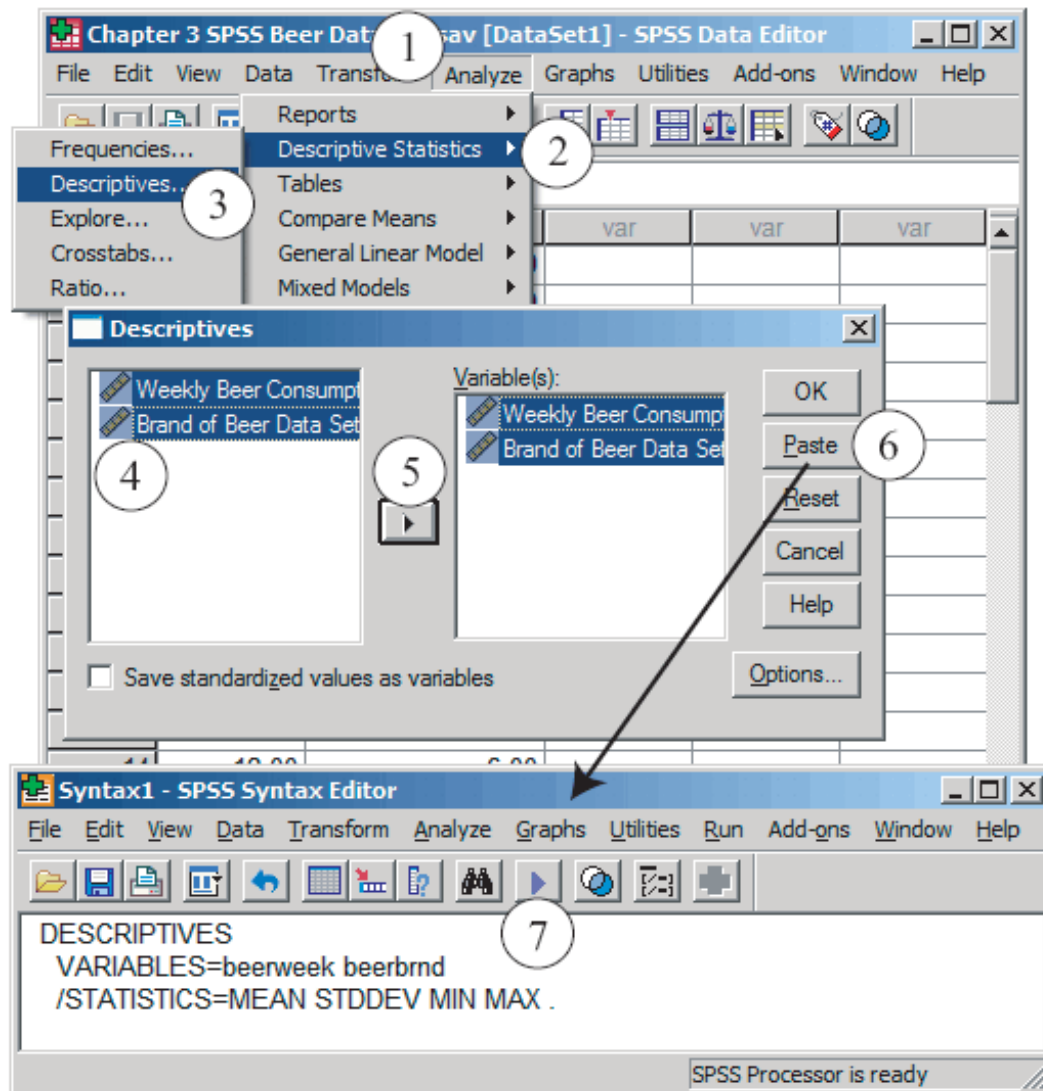 Chapter 3 SPSS Beer Data sav [DataSet1] - SPSS Data Editor
1
File Edit View Data Analyze Graphs Utilities Add-ons Window Help
Reports
Frequencies...
Descriptive Statistics
2
Descriptives..
3
Tables
Explore...
Compare Means
var var var
Crosstabs...
General Linear Model
Ratio...
Mixed Models
Descriptives
Weekly Beer Consumpt
Brand of Beer Data Set
4
5
Variable(s):
Weekly Beer Consump
Brand of Beer Data Set
OK
Paste
6
Reset
Cancel
Help
Save standardized values as variables
Options...
Syntax1 - SPSS Syntax Editor
File Edit View Data Transform Analyze Graphs Utilities Run Add-ons Window Help
7
DESCRIPTIVES
VARIABLES=beerweek beerbrnd
/STATISTICS=MEAN STDDEV MIN MAX .
SPSS Processor is ready